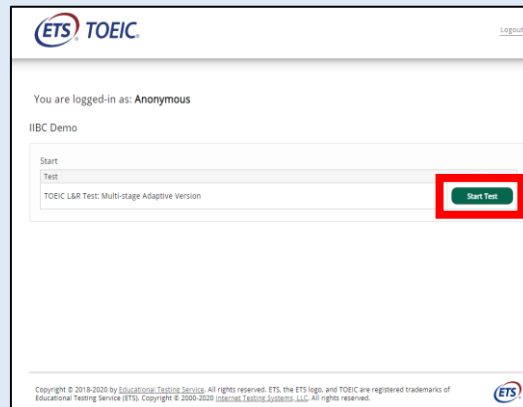 ETS TOEIC®
Logout
You are logged-in as: Anonymous
IIBC Demo
Start
Test
TOEIC L&R Test: Multi-stage Adaptive Version
Start Test
Copyright © 2018-2020 by Educational Testing Service. All rights reserved. ETS, the ETS logo, and TOEIC are registered trademarks of
Educational Testing Service (ETS). Copyright © 2000-2020 Internet Testing Systems, LLC. All rights reserved.
ETS